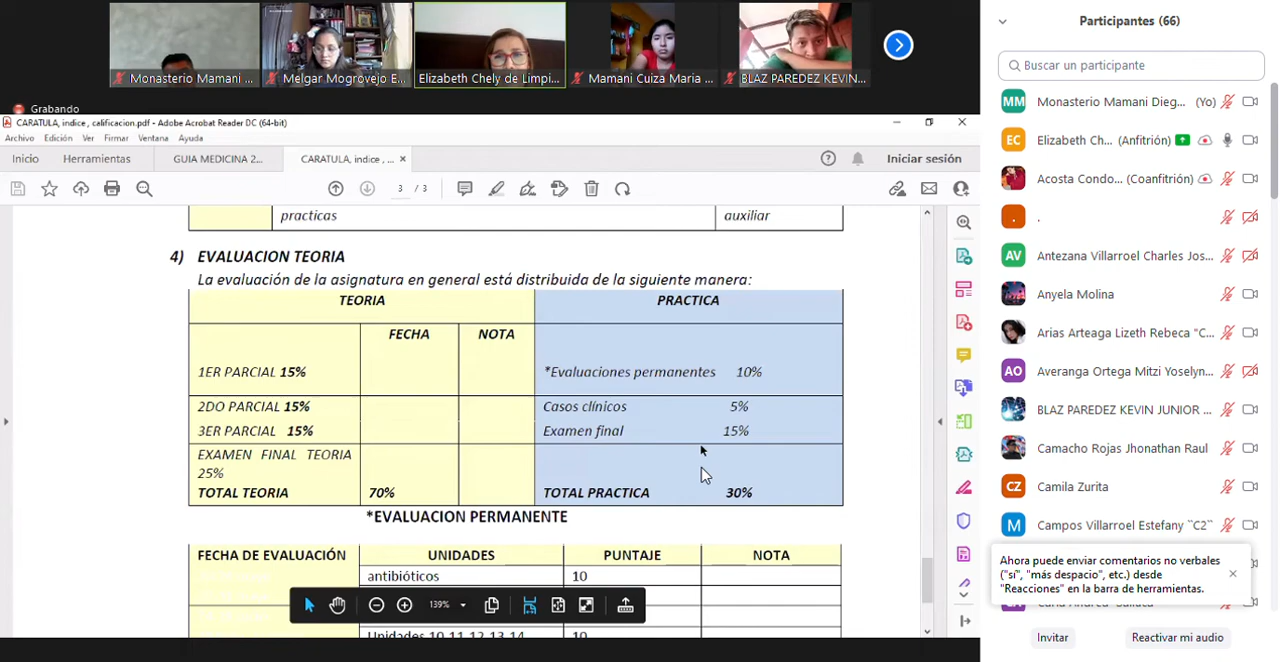 Monasterio Mamani ...
Melgar Mogrovejo E...
Elizabeth Chely de Limpi...
Mamani Cuiza Maria ...
BLAZ PAREDEZ KEVIN...
Grabando
CARATULA, indice , calificacion.pdf - Adobe Acrobat Reader DC (64-bit)
Archivo Edición Ver Firmar Ventana Ayuda
Inicio Herramientas GUIA MEDICINA 2... CARATULA, indice , ... × Iniciar sesión
3 / 3
practicas auxiliar
4) EVALUACION TEORIA
La evaluación de la asignatura en general está distribuida de la siguiente manera:
TEORIA PRACTICA
FECHA NOTA
1ER PARCIAL 15% *Evaluaciones permanentes 10%
2DO PARCIAL 15% Casos clínicos 5%
3ER PARCIAL 15% Examen final 15%
EXAMEN FINAL TEORIA
25%
TOTAL TEORIA 70% TOTAL PRACTICA 30%
*EVALUACION PERMANENTE
FECHA DE EVALUACIÓN UNIDADES PUNTAJE NOTA
antibióticos 10
139%
Unidades 10,11,12,13,14 10
Participantes (66)
Buscar un participante
MM Monasterio Mamani Dieg... (Yo)
EC Elizabeth Ch... (Anfitrión)
Acosta Condo... (Coanfitrión)
. .
AV Antezana Villarroel Charles Jos...
Anyela Molina
Arias Arteaga Lizeth Rebeca "C...
AO Averanga Ortega Mitzi Yoselyn...
BLAZ PAREDEZ KEVIN JUNIOR ...
Camacho Rojas Jhonathan Raul
CZ Camila Zurita
M Campos Villarroel Estefany ``C2``
Ahora puede enviar comentarios no verbales
("sí", "más despacio", etc.) desde
"Reacciones" en la barra de herramientas.
Invitar Reactivar mi audio